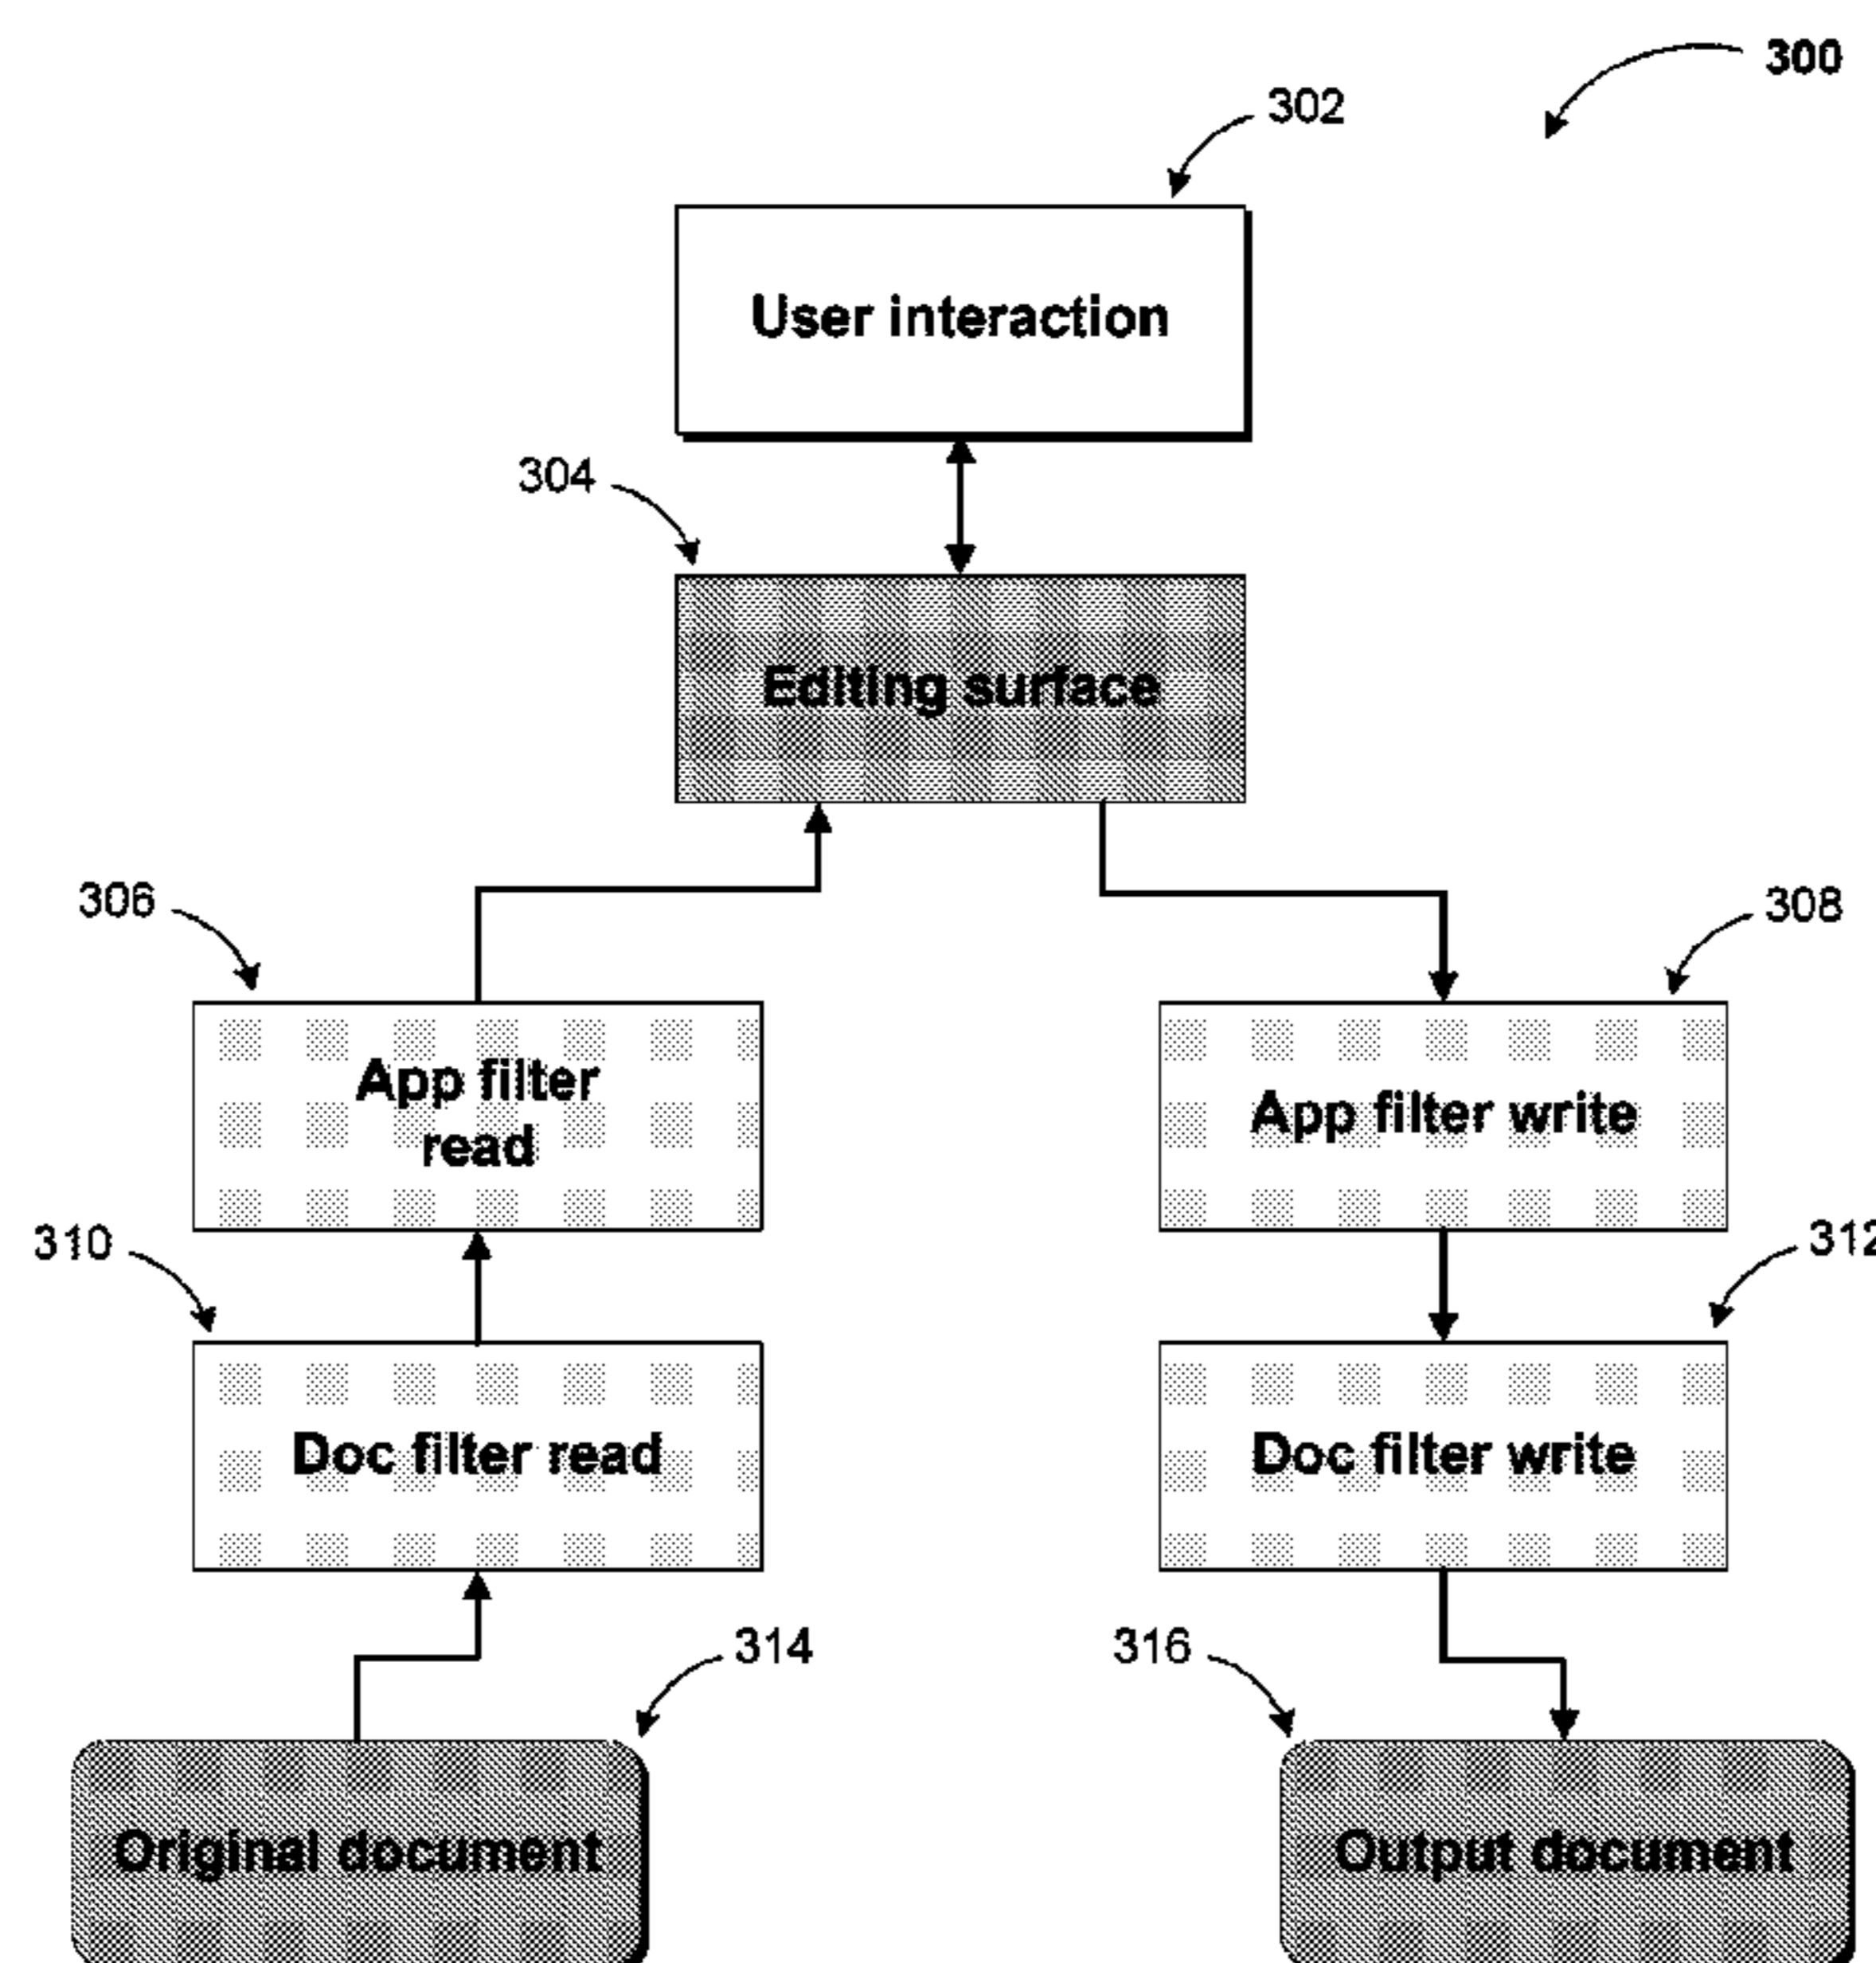 300
302
User interaction
304
Editing surface
306
308
App filter
read
App filter write
310
312
Doc filter read
Doc filter write
314
316
Original document
Output document